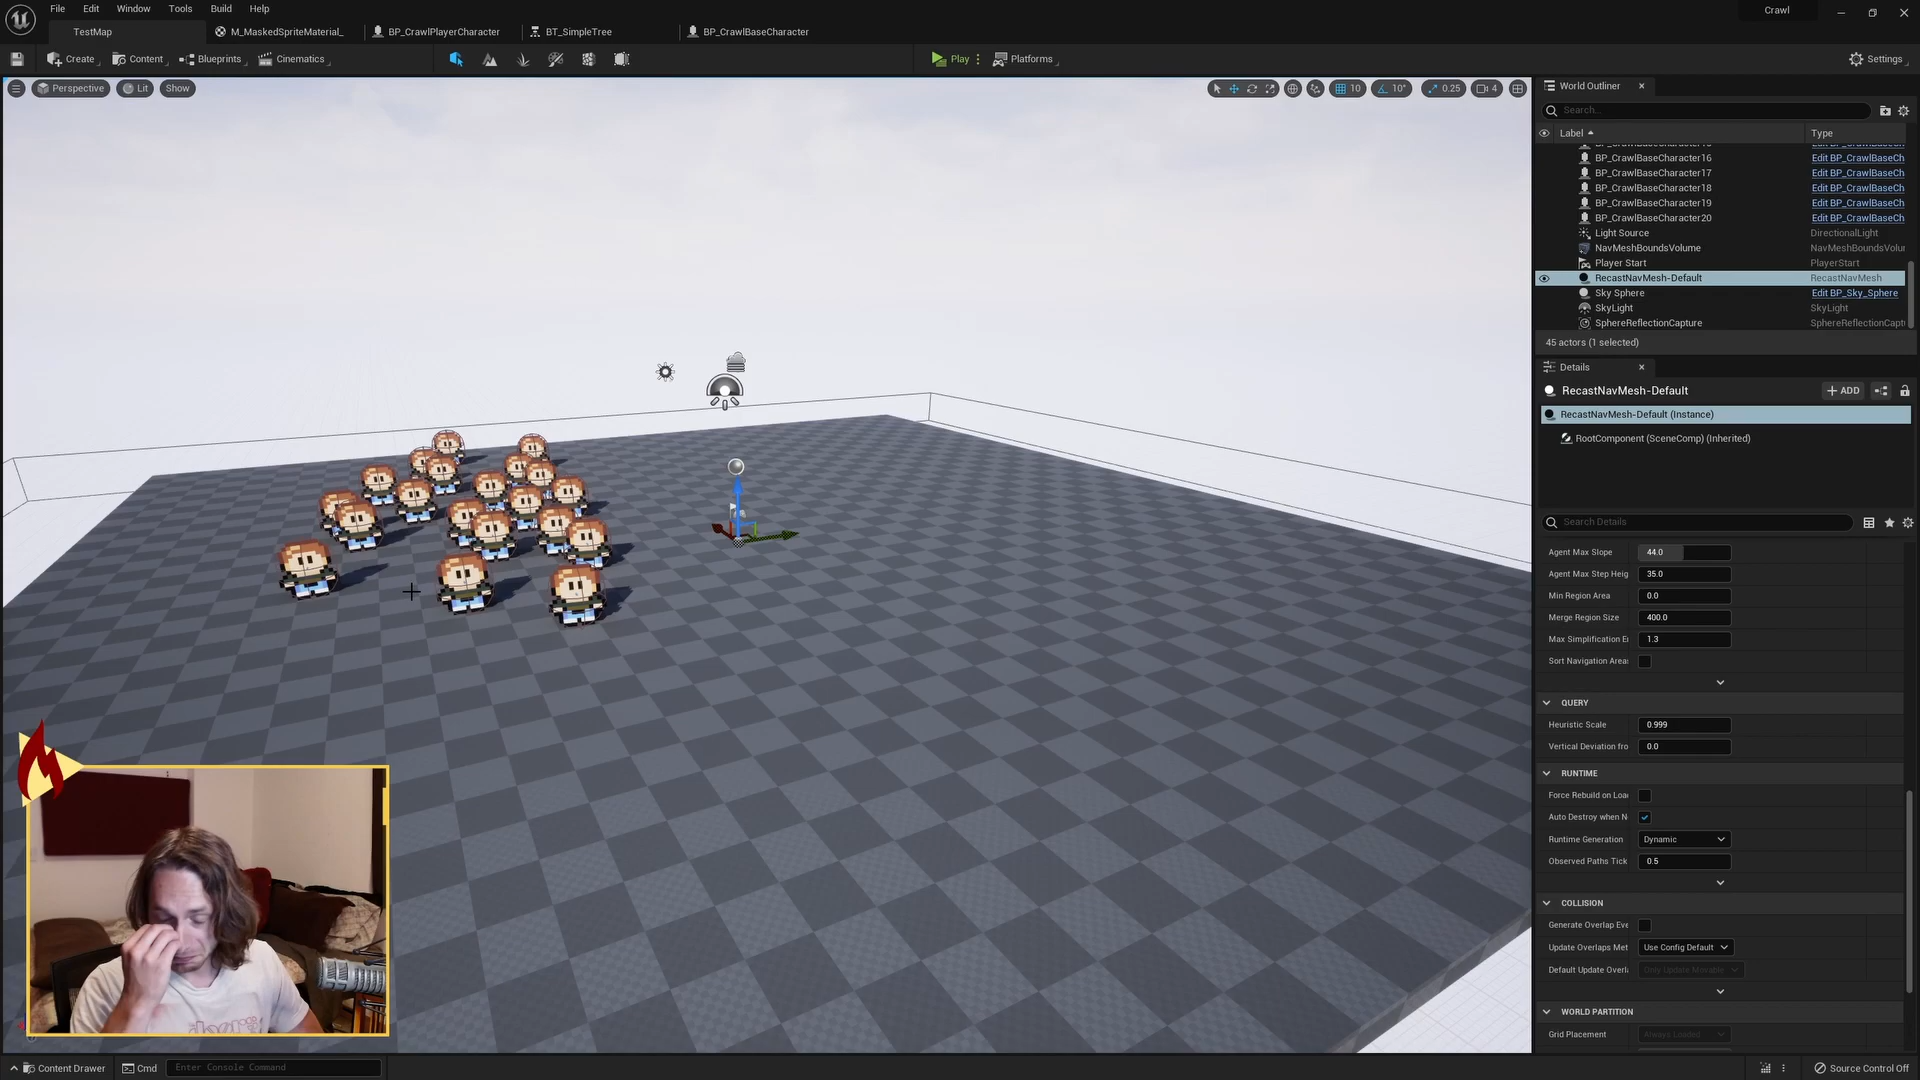 File Edit Window Tools Build Help
Crawl
TestMap
M_MaskedSpriteMaterial_
BP_CrawlPlayerCharacter
BT_SimpleTree
BP_CrawlBaseCharacter
Create
Content
Blueprints
Cinematics
Play
Platforms
Settings
Perspective
Lit
Show
10
10°
0.25
4
World Outliner
Search...
Label
Type
BP_CrawlBaseCharacter16 Edit BP_CrawlBaseCh
BP_CrawlBaseCharacter17 Edit BP_CrawlBaseCh
BP_CrawlBaseCharacter18 Edit BP_CrawlBaseCh
BP_CrawlBaseCharacter19 Edit BP_CrawlBaseCh
BP_CrawlBaseCharacter20 Edit BP_CrawlBaseCh
Light Source DirectionalLight
NavMeshBoundsVolume NavMeshBoundsVolur
Player Start PlayerStart
RecastNavMesh-Default RecastNavMesh
Sky Sphere Edit BP_Sky_Sphere
SkyLight SkyLight
SphereReflectionCapture SphereReflectionCapt
45 actors (1 selected)
Details
RecastNavMesh-Default
ADD
RecastNavMesh-Default (Instance)
RootComponent (SceneComp) (Inherited)
Search Details
Agent Max Slope 44.0
Agent Max Step Heig 35.0
Min Region Area 0.0
Merge Region Size 400.0
Max Simplification E 1.3
Sort Navigation Area
QUERY
Heuristic Scale 0.999
Vertical Deviation fro 0.0
RUNTIME
Force Rebuild on Loa
Auto Destroy when N
Runtime Generation Dynamic
Observed Paths Tick 0.5
COLLISION
Generate Overlap Eve
Update Overlaps Met Use Config Default
Default Update Overla Only Update Movable
WORLD PARTITION
Grid Placement Always Loaded
Content Drawer
Cmd
Enter Console Command
Source Control Off